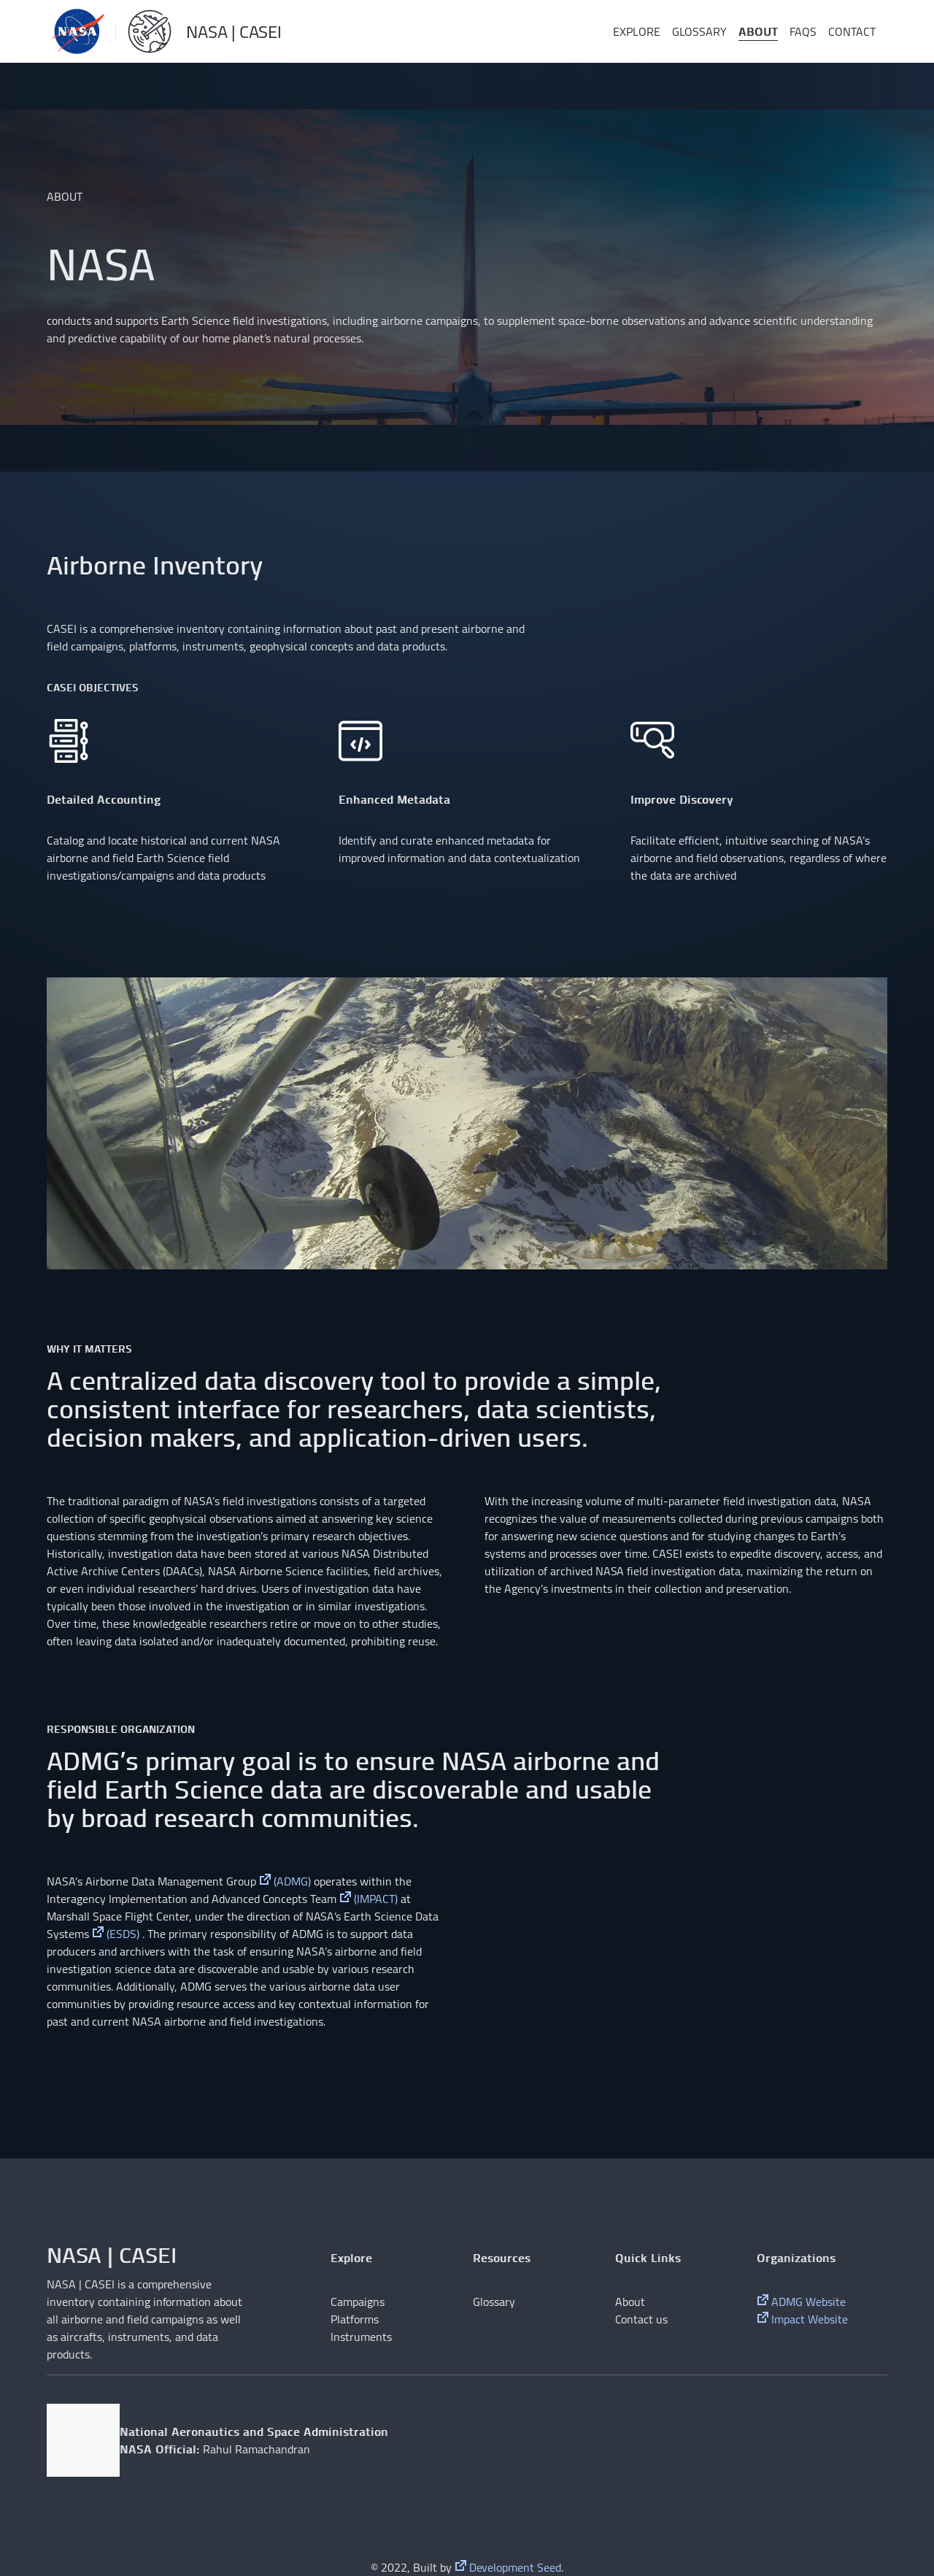 NASA
NASA | CASEI
EXPLORE GLOSSARY ABOUT FAQS CONTACT
ABOUT
NASA
conducts and supports Earth Science field investigations, including airborne campaigns, to supplement space-borne observations and advance scientific understanding
and predictive capability of our home planet’s natural processes.
Airborne Inventory
CASEI is a comprehensive inventory containing information about past and present airborne and
field campaigns, platforms, instruments, geophysical concepts and data products.
CASEI OBJECTIVES
Detailed Accounting
Catalog and locate historical and current NASA
airborne and field Earth Science field
investigations/campaigns and data products
Enhanced Metadata
Identify and curate enhanced metadata for
improved information and data contextualization
Improve Discovery
Facilitate efficient, intuitive searching of NASA’s
airborne and field observations, regardless of where
the data are archived
WHY IT MATTERS
A centralized data discovery tool to provide a simple,
consistent interface for researchers, data scientists,
decision makers, and application-driven users.
The traditional paradigm of NASA’s field investigations consists of a targeted
collection of specific geophysical observations aimed at answering key science
questions stemming from the investigation’s primary research objectives.
Historically, investigation data have been stored at various NASA Distributed
Active Archive Centers (DAACs), NASA Airborne Science facilities, field archives,
or even individual researchers’ hard drives. Users of investigation data have
typically been those involved in the investigation or in similar investigations.
Over time, these knowledgeable researchers retire or move on to other studies,
often leaving data isolated and/or inadequately documented, prohibiting reuse.
With the increasing volume of multi-parameter field investigation data, NASA
recognizes the value of measurements collected during previous campaigns both
for answering new science questions and for studying changes to Earth’s
systems and processes over time. CASEI exists to expedite discovery, access, and
utilization of archived NASA field investigation data, maximizing the return on
the Agency’s investments in their collection and preservation.
RESPONSIBLE ORGANIZATION
ADMG’s primary goal is to ensure NASA airborne and
field Earth Science data are discoverable and usable
by broad research communities.
NASA’s Airborne Data Management Group (ADMG) operates within the
Interagency Implementation and Advanced Concepts Team (IMPACT) at
Marshall Space Flight Center, under the direction of NASA’s Earth Science Data
Systems (ESDS) . The primary responsibility of ADMG is to support data
producers and archivers with the task of ensuring NASA’s airborne and field
investigation science data are discoverable and usable by various research
communities. Additionally, ADMG serves the various airborne data user
communities by providing resource access and key contextual information for
past and current NASA airborne and field investigations.
NASA | CASEI
NASA | CASEI is a comprehensive
inventory containing information about
all airborne and field campaigns as well
as aircrafts, instruments, and data
products.
Explore
Campaigns
Platforms
Instruments
Resources
Glossary
Quick Links
About
Contact us
Organizations
ADMG Website
Impact Website
National Aeronautics and Space Administration
NASA Official: Rahul Ramachandran
© 2022, Built by Development Seed.